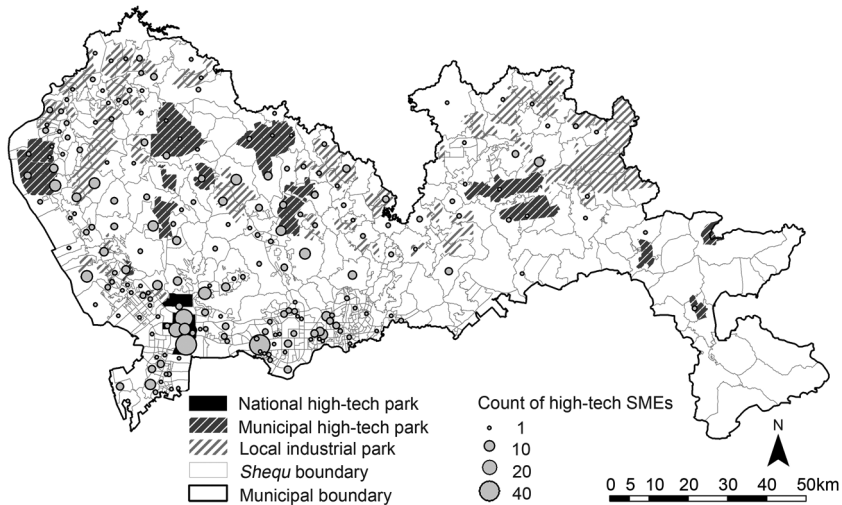 National high-tech park
Municipal high-tech park
Local industrial park
Shequ boundary
Municipal boundary
Count of high-tech SMEs
1
10
20
40
N
0 5 10 20 30 40 50km